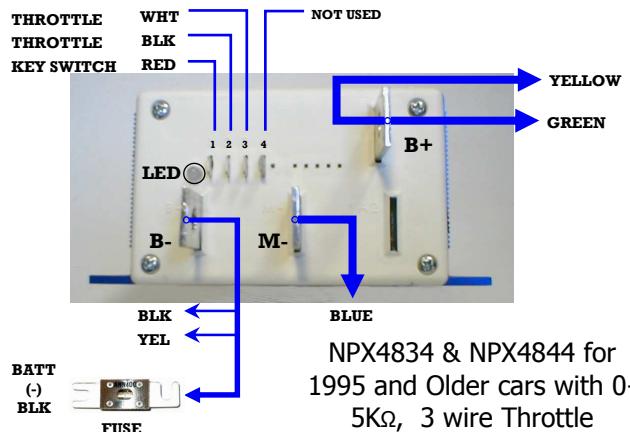 THROTTLE WHT
NOT USED
THROTTLE BLK
KEY SWITCH RED
YELLOW
GREEN
1 2 3 4
B+
LED
B-
M-
BLK
BLUE
YEL
BATT
(-)
BLK
FUSE
NPX4834 & NPX4844 for
1995 and Older cars with 0-
5KΩ, 3 wire Throttle